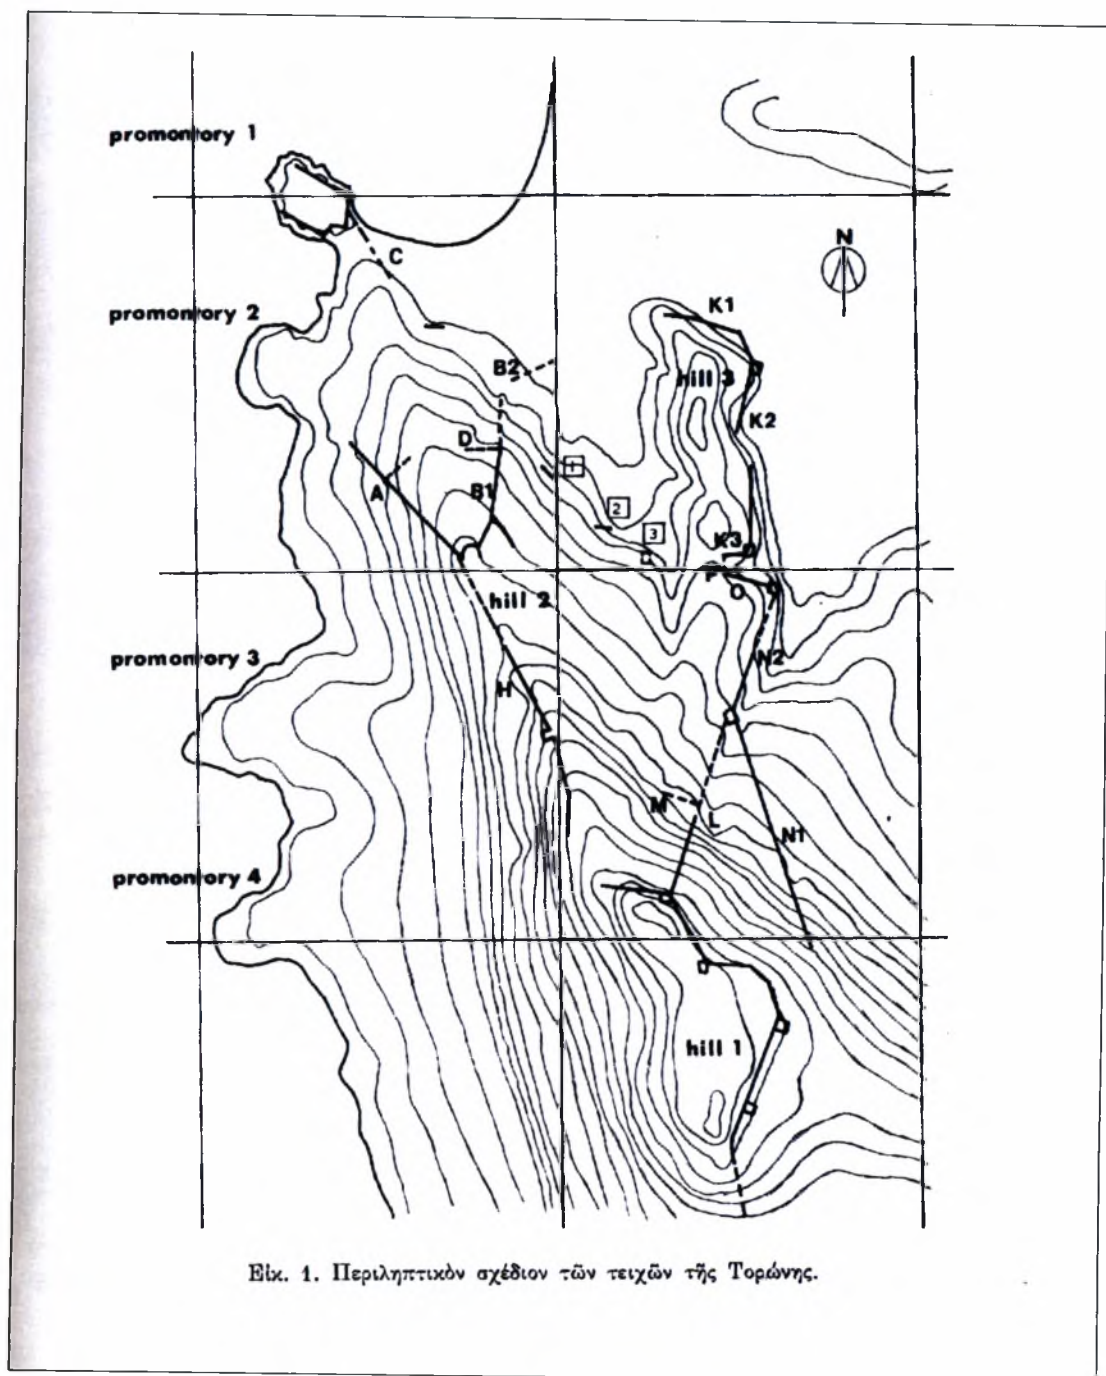 promontory 1
N
C
promontory 2
K1
B2
hill 3
K2
D
1
A
B1
2
3
K3
P
O
hill 2
promontory 3
N2
H
M
L
N1
promontory 4
hill 1
Εἰκ. 1. Περιληπτικὸν σχέδιον τῶν τειχῶν τῆς Τορώνης.